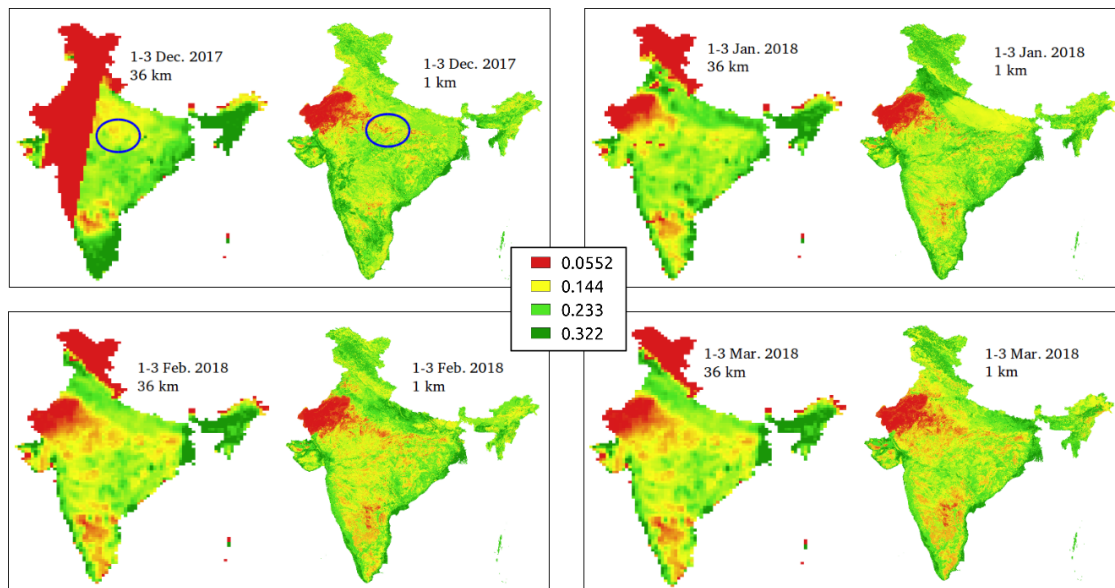 1-3 Dec. 2017
36 km
1-3 Dec. 2017
1 km
1-3 Jan. 2018
36 km
1-3 Jan. 2018
1 km
0.0552
0.144
0.233
0.322
1-3 Feb. 2018
36 km
1-3 Feb. 2018
1 km
1-3 Mar. 2018
36 km
1-3 Mar. 2018
1 km